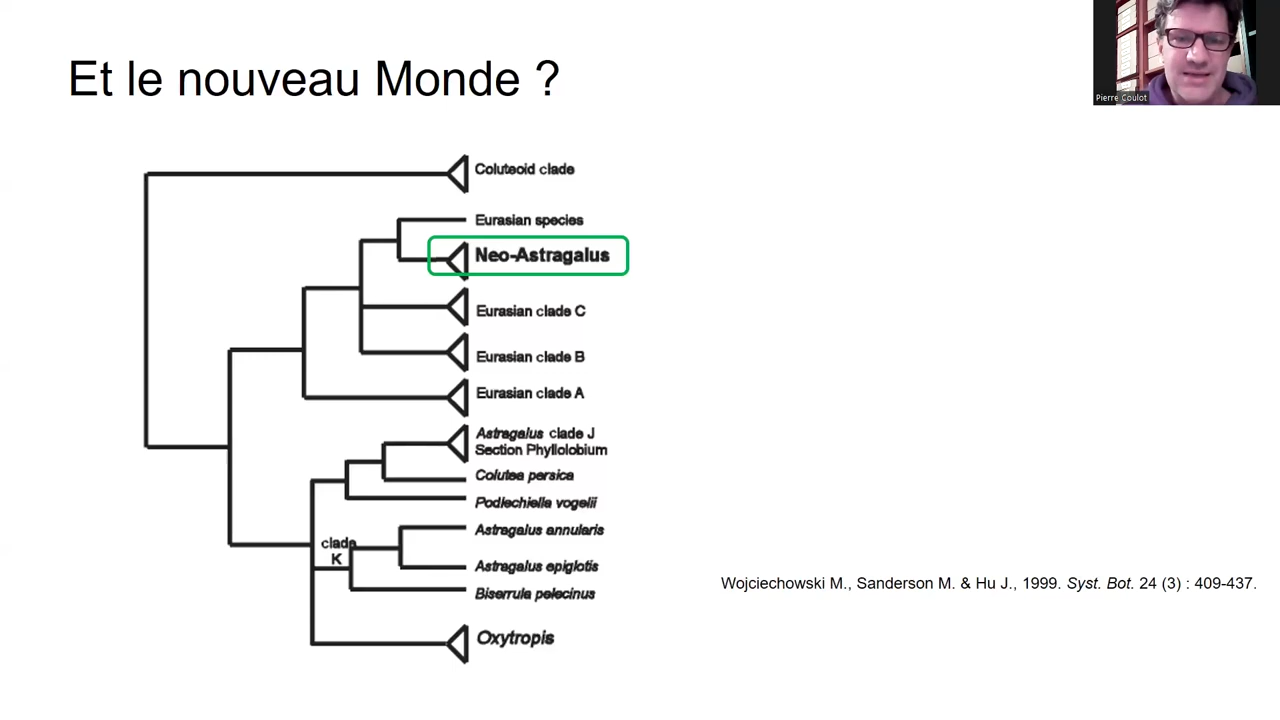 Et le nouveau Monde ?
Pierre Coulot
Coluteoid clade
Eurasian species
Neo-Astragalus
Eurasian clade C
Eurasian clade B
Eurasian clade A
Astragalus clade J
Section Phyllolobium
Colutea persica
Podlechiella vogelii
Astragalus annularis
clade
K
Astragalus epiglotis
Biserrula pelecinus
Wojciechowski M., Sanderson M. & Hu J., 1999. Syst. Bot. 24 (3) : 409-437.
Oxytropis